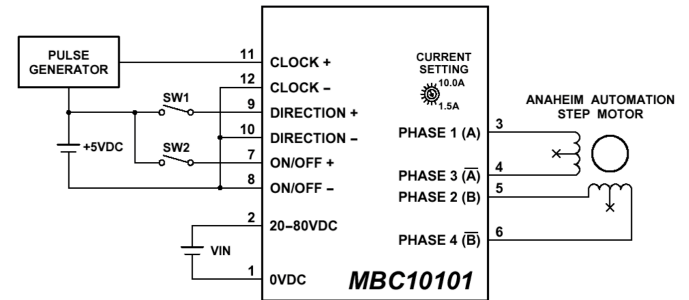 PULSE
GENERATOR
+5VDC
SW1
SW2
VIN
11 CLOCK +
12 CLOCK –
9 DIRECTION +
10 DIRECTION –
7 ON/OFF +
8 ON/OFF –
2 20–80VDC
1 0VDC
CURRENT
SETTING
10.0A
1.5A
PHASE 1 (A) 3
PHASE 3 (A̅) 4
PHASE 2 (B) 5
PHASE 4 (B̅) 6
MBC10101
ANAHEIM AUTOMATION
STEP MOTOR